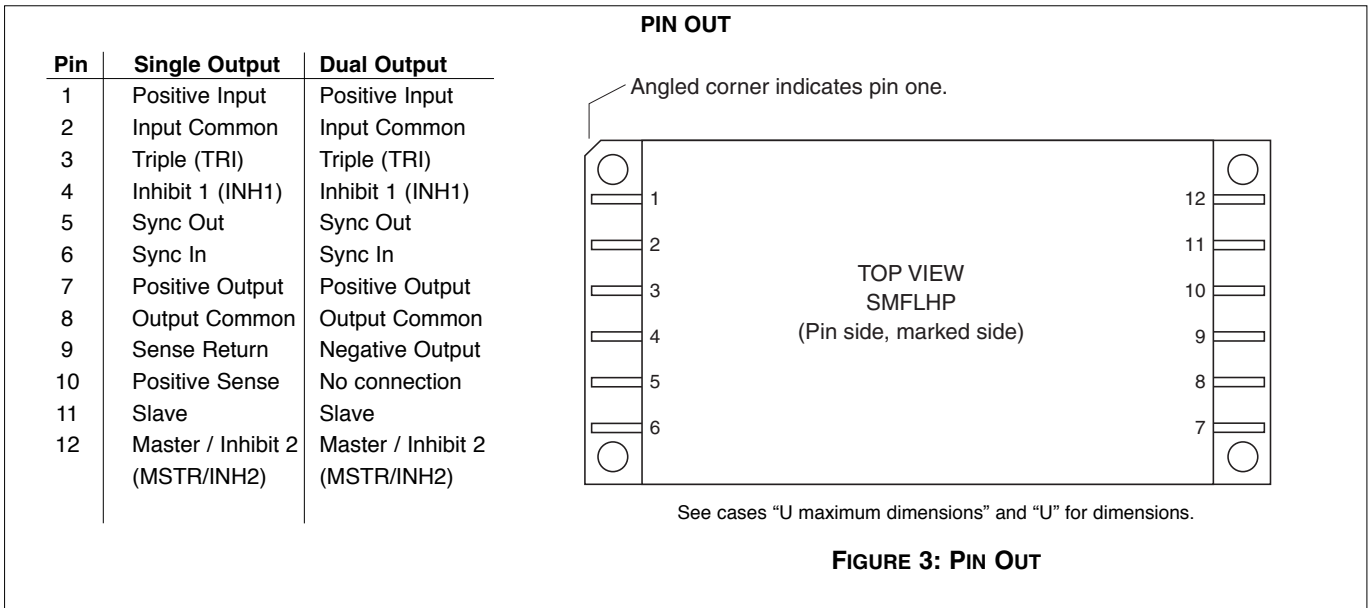 PIN OUT
Pin Single Output Dual Output
1 Positive Input Positive Input
2 Input Common Input Common
3 Triple (TRI) Triple (TRI)
4 Inhibit 1 (INH1) Inhibit 1 (INH1)
5 Sync Out Sync Out
6 Sync In Sync In
7 Positive Output Positive Output
8 Output Common Output Common
9 Sense Return Negative Output
10 Positive Sense No connection
11 Slave Slave
12 Master / Inhibit 2 Master / Inhibit 2
(MSTR/INH2) (MSTR/INH2)
Angled corner indicates pin one.
1 12
2 11
3 10
4 9
5 8
6 7
TOP VIEW
SMFLHP
(Pin side, marked side)
See cases “U maximum dimensions” and “U” for dimensions.
FIGURE 3: PIN OUT